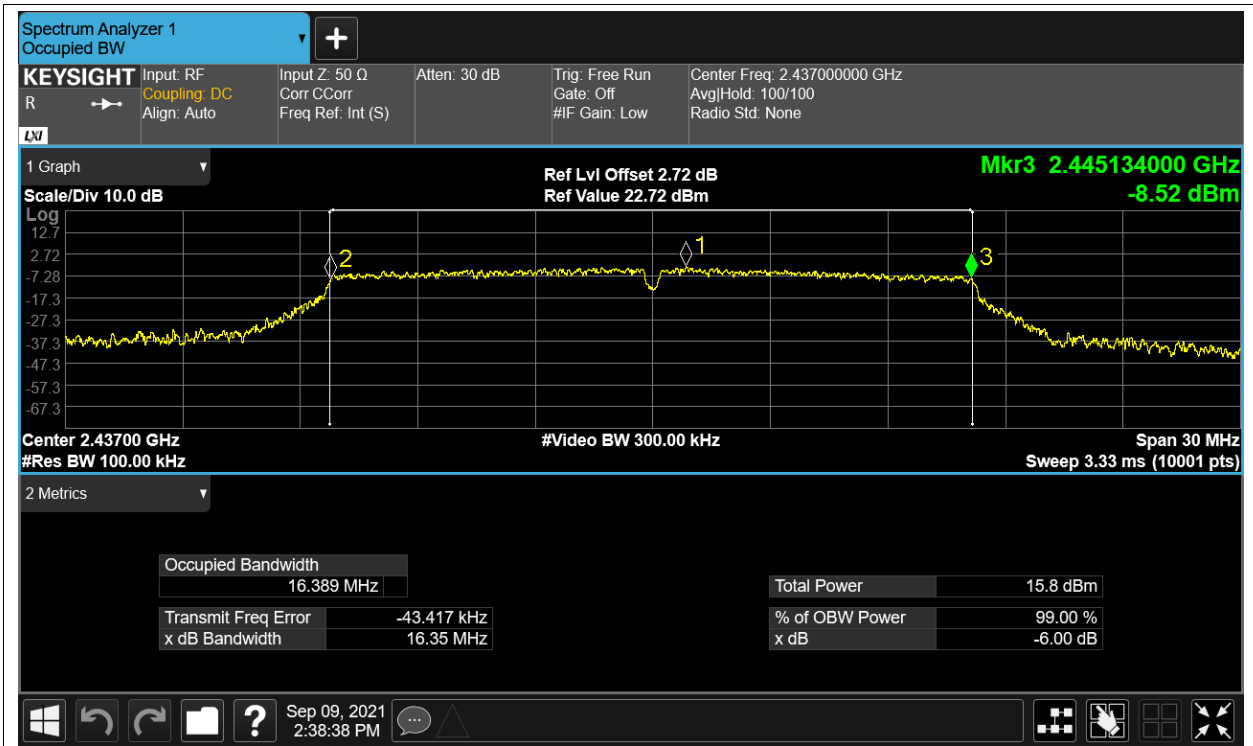 Spectrum Analyzer 1
Occupied BW
KEYSIGHT
R
LXI
Input: RF
Coupling: DC
Align: Auto
Input Z: 50 Ω
Corr CCorr
Freq Ref: Int (S)
Atten: 30 dB
Trig: Free Run
Gate: Off
#IF Gain: Low
Center Freq: 2.437000000 GHz
Avg|Hold: 100/100
Radio Std: None
1 Graph
Scale/Div 10.0 dB
Ref Lvl Offset 2.72 dB
Ref Value 22.72 dBm
Mkr3 2.445134000 GHz
-8.52 dBm
Log
12.7
2.72
-7.28
-17.3
-27.3
-37.3
-47.3
-57.3
-67.3
2
1
3
Center 2.43700 GHz
#Video BW 300.00 kHz
Span 30 MHz
#Res BW 100.00 kHz
Sweep 3.33 ms (10001 pts)
2 Metrics
Occupied Bandwidth
16.389 MHz
Transmit Freq Error -43.417 kHz
x dB Bandwidth 16.35 MHz
Total Power 15.8 dBm
% of OBW Power 99.00 %
x dB -6.00 dB
?
Sep 09, 2021
2:38:38 PM